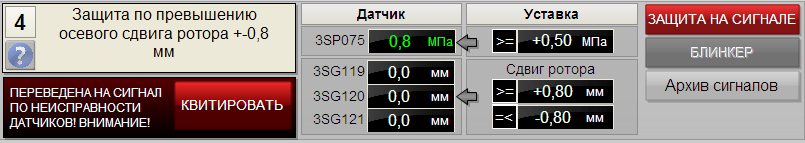 4
Защита по превышению
осевого сдвига ротора +-0,8
мм
?
ПЕРЕВЕДЕНА НА СИГНАЛ
ПО НЕИСПРАВНОСТИ
ДАТЧИКОВ! ВНИМАНИЕ!
КВИТИРОВАТЬ
Датчик
3SP075 0,8 МПа
3SG119 0,0 мм
3SG120 0,0 мм
3SG121 0,0 мм
Уставка
>= +0,50 МПа
Сдвиг ротора
>= +0,80 мм
=< -0,80 мм
ЗАЩИТА НА СИГНАЛЕ
БЛИНКЕР
Архив сигналов